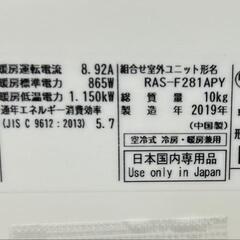 暖房運転電流 8.92A
暖房標準電力 865W
暖房低温電力 1.150kW
通年エネルギー消費効率
(JIS C 9612:2013) 5.7
組合せ室外ユニット形名
RAS-F281APY
質量 10kg
製造年 2019年
(中国製)
空冷式 冷房・暖房兼用
日本国内専用品
Use only in Japan